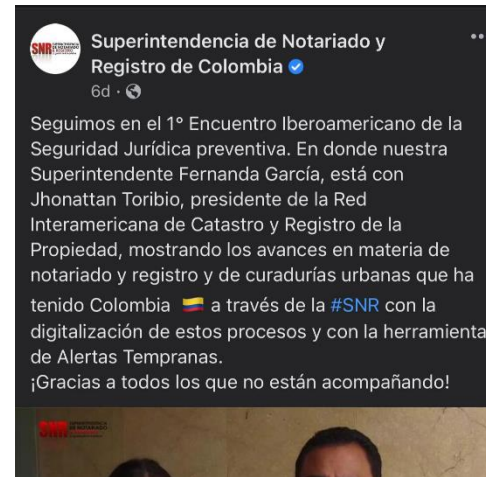 SNR
Superintendencia de Notariado y
Registro de Colombia
6d
Seguimos en el 1° Encuentro Iberoamericano de la
Seguridad Jurídica preventiva. En donde nuestra
Superintendente Fernanda García, está con
Jhonattan Toribio, presidente de la Red
Interamericana de Catastro y Registro de la
Propiedad, mostrando los avances en materia de
notariado y registro y de curadurías urbanas que ha
tenido Colombia 🇨🇴 a través de la #SNR con la
digitalización de estos procesos y con la herramienta
de Alertas Tempranas.
¡Gracias a todos los que no están acompañando!
SNR